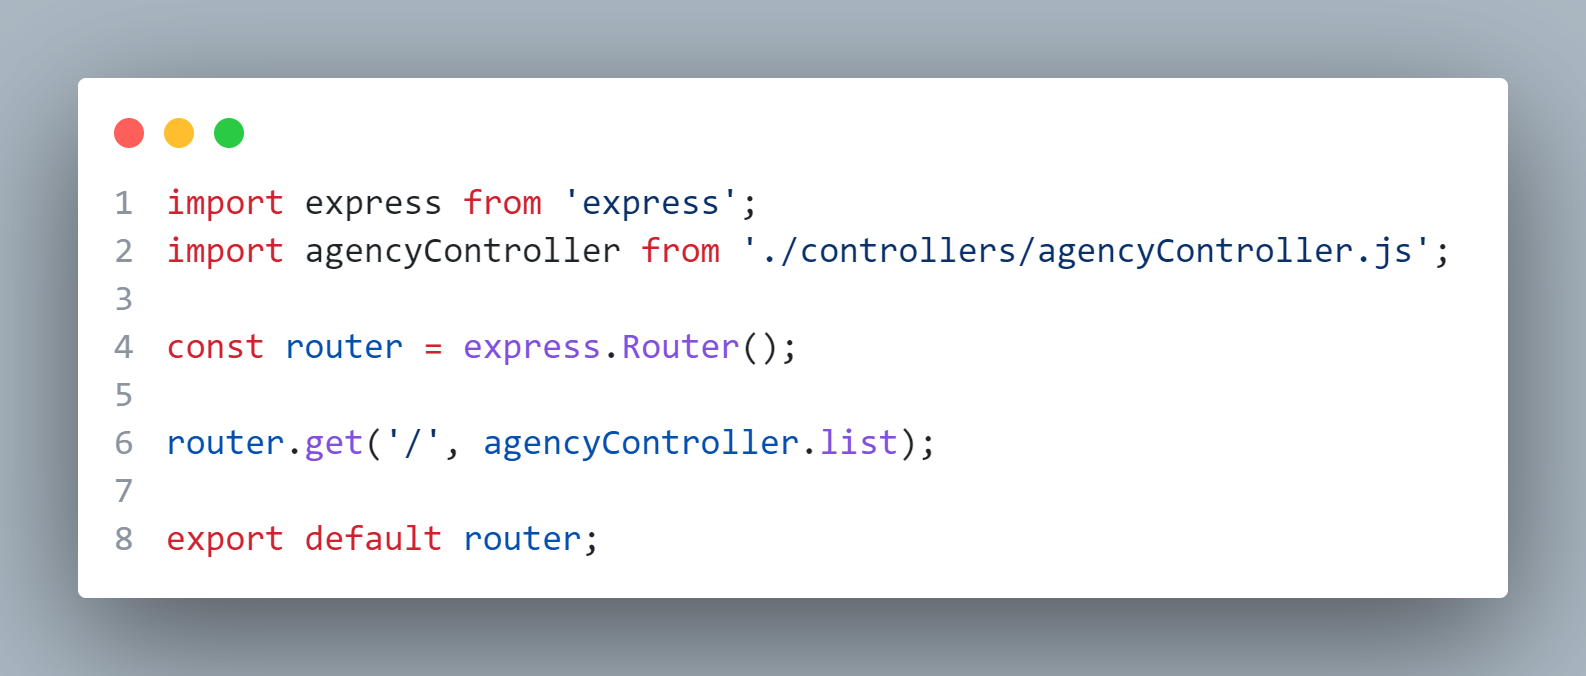 1 import express from 'express';
2 import agencyController from './controllers/agencyController.js';
3
4 const router = express.Router();
5
6 router.get('/', agencyController.list);
7
8 export default router;